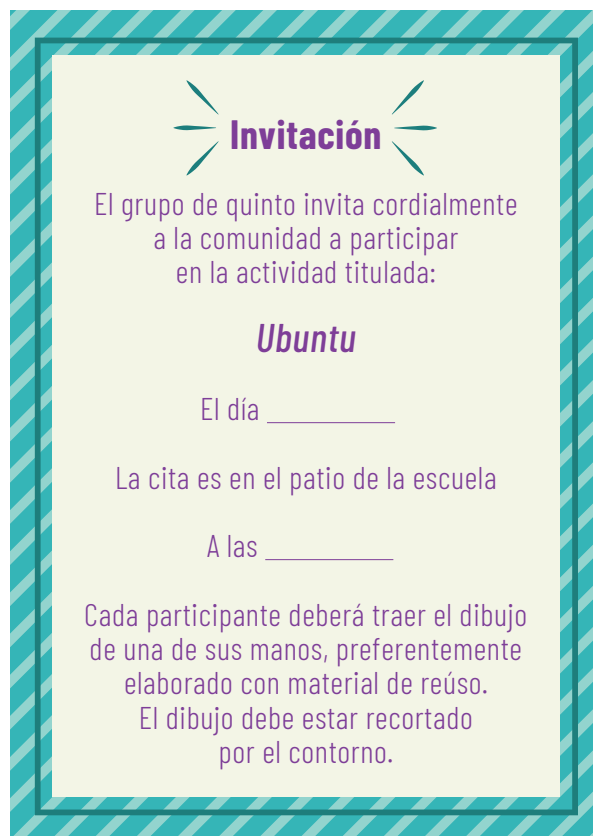 Invitación
El grupo de quinto invita cordialmente
a la comunidad a participar
en la actividad titulada:
Ubuntu
El día __________
La cita es en el patio de la escuela
A las __________
Cada participante deberá traer el dibujo
de una de sus manos, preferentemente
elaborado con material de reúso.
El dibujo debe estar recortado
por el contorno.